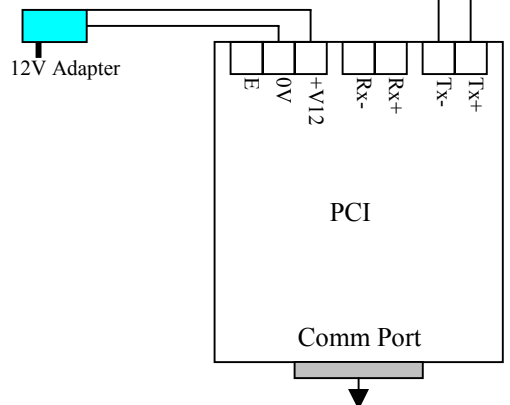 12V Adapter
E
0V
+V12
Rx-
Rx+
Tx-
Tx+
PCI
Comm Port